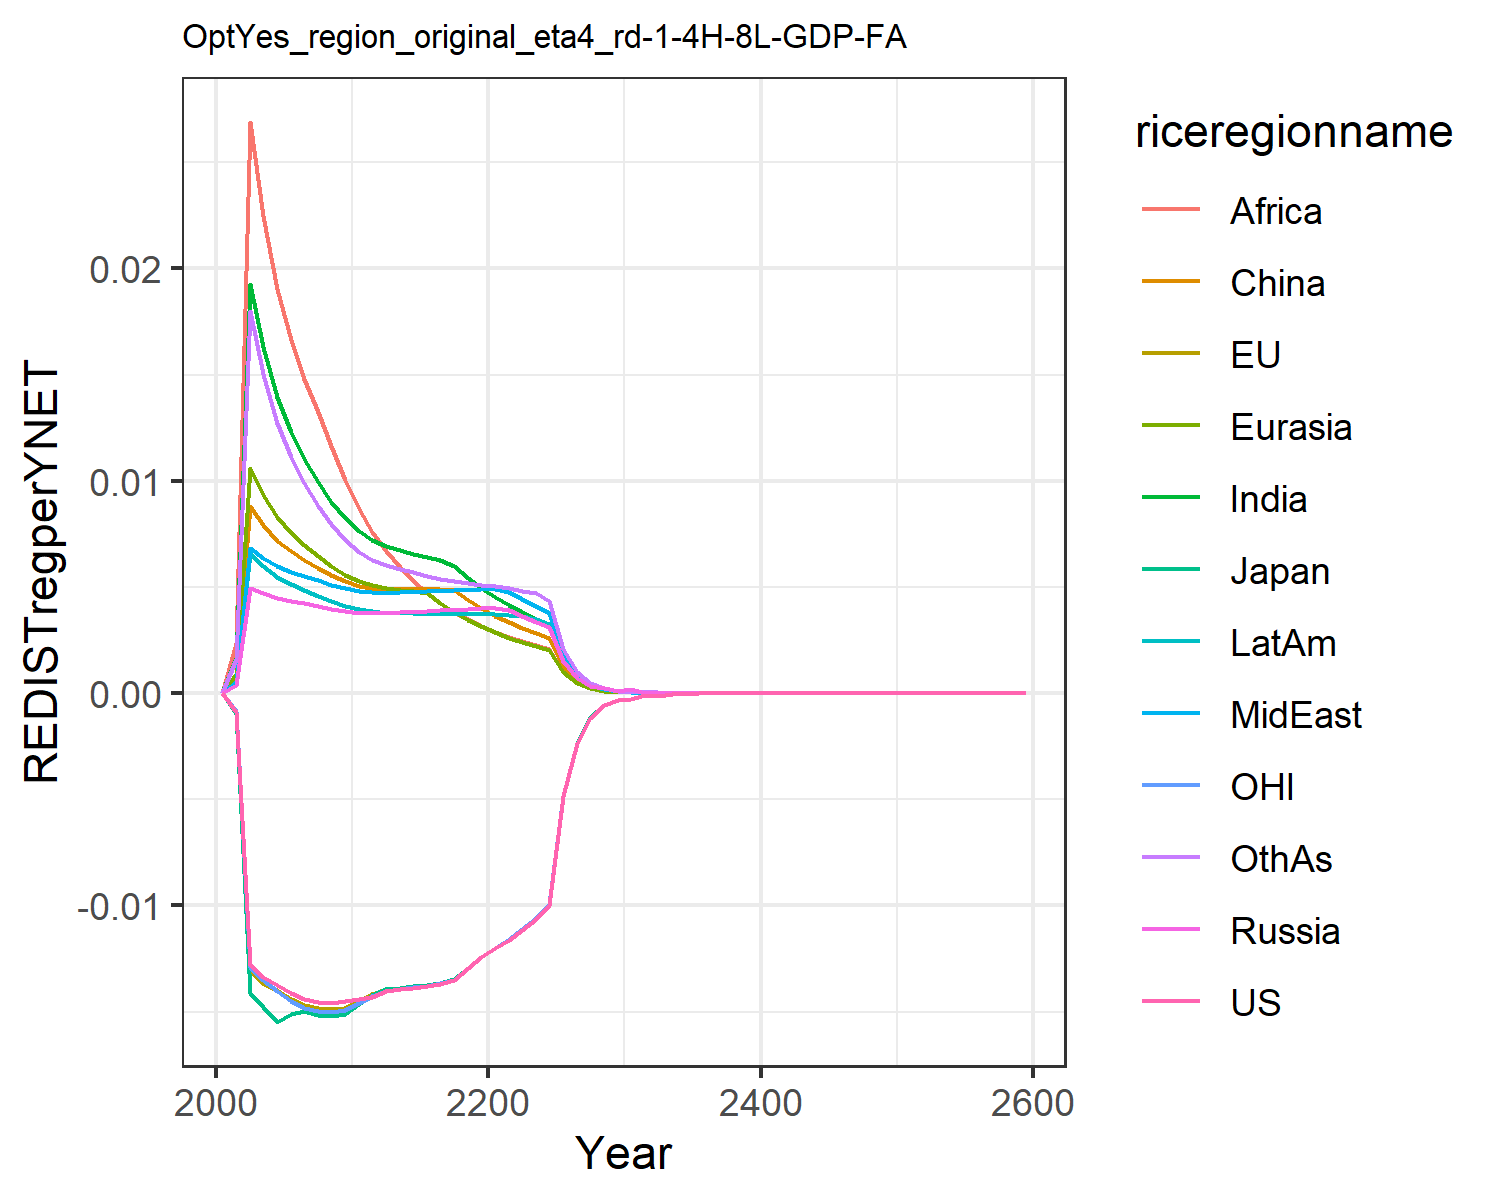 OptYes_region_original_eta4_rd-1-4H-8L-GDP-FA
REDISTregperYNET
0.02
0.01
0.00
-0.01
2000 2200 2400 2600
Year
riceregionname
Africa
China
EU
Eurasia
India
Japan
LatAm
MidEast
OHI
OthAs
Russia
US